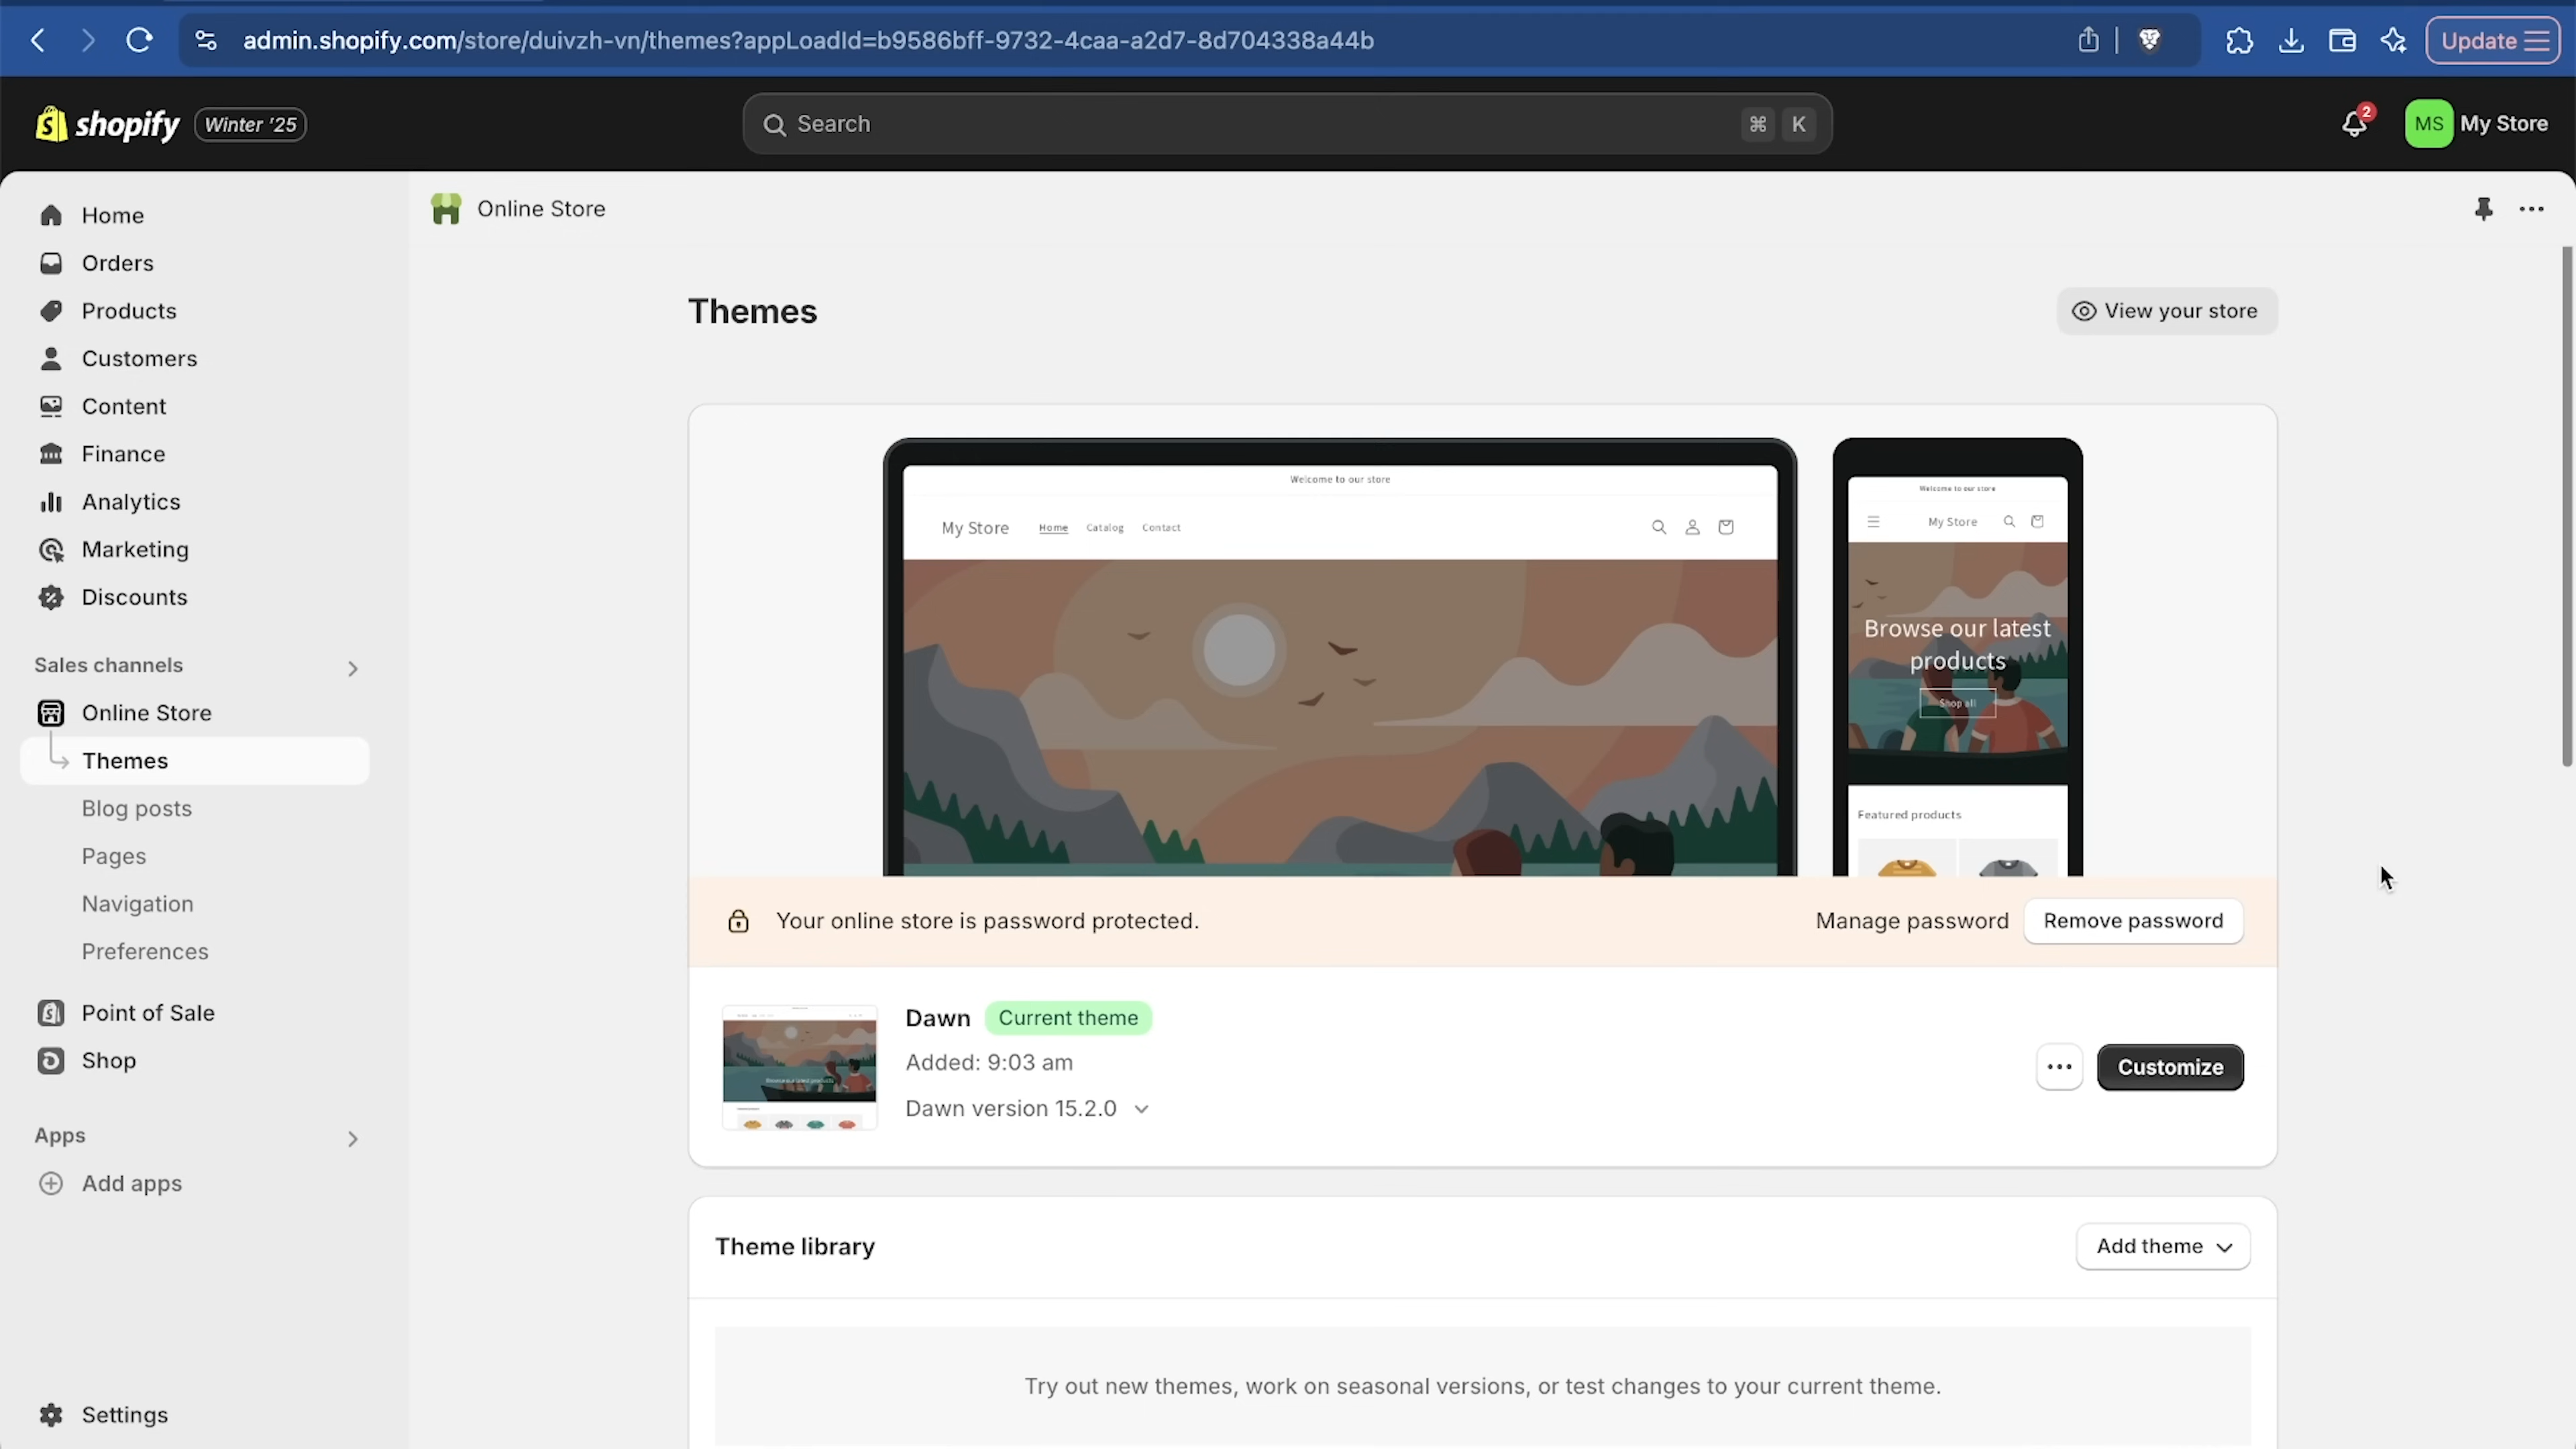 admin.shopify.com/store/duivzh-vn/themes?appLoadId=b9586bff-9732-4caa-a2d7-8d704338a44b
Update
shopify
Winter '25
Search
⌘ K
2
MS
My Store
Home
Orders
Products
Customers
Content
Finance
Analytics
Marketing
Discounts
Sales channels
Online Store
Themes
Blog posts
Pages
Navigation
Preferences
Point of Sale
Shop
Apps
Add apps
Settings
Online Store
Themes
View your store
Welcome to our store
My Store Home Catalog Contact
Welcome to our store
My Store
Browse our latest
products
Shop all
Featured products
Your online store is password protected.
Manage password
Remove password
Dawn
Current theme
Added: 9:03 am
Dawn version 15.2.0
Customize
Theme library
Add theme
Try out new themes, work on seasonal versions, or test changes to your current theme.